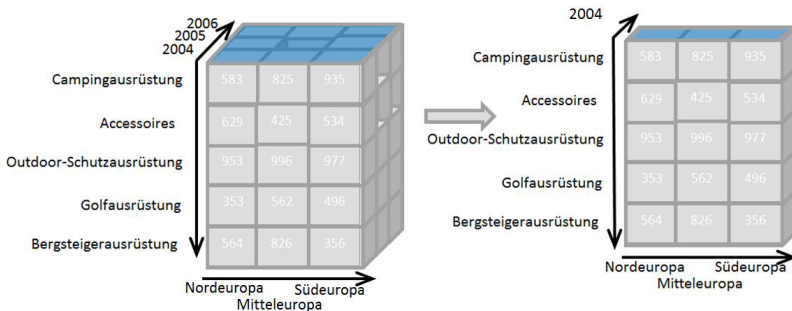 2006
2005
2004
Campingausrüstung 583 825 935
Accessoires 629 425 534
Outdoor-Schutzausrüstung 953 996 977
Golfausrüstung 353 562 496
Bergsteigerausrüstung 564 826 356
Nordeuropa Südeuropa
Mitteleuropa
2004
Campingausrüstung 583 825 935
Accessoires 629 425 534
Outdoor-Schutzausrüstung 953 996 977
Golfausrüstung 353 562 496
Bergsteigerausrüstung 564 826 356
Nordeuropa Südeuropa
Mitteleuropa